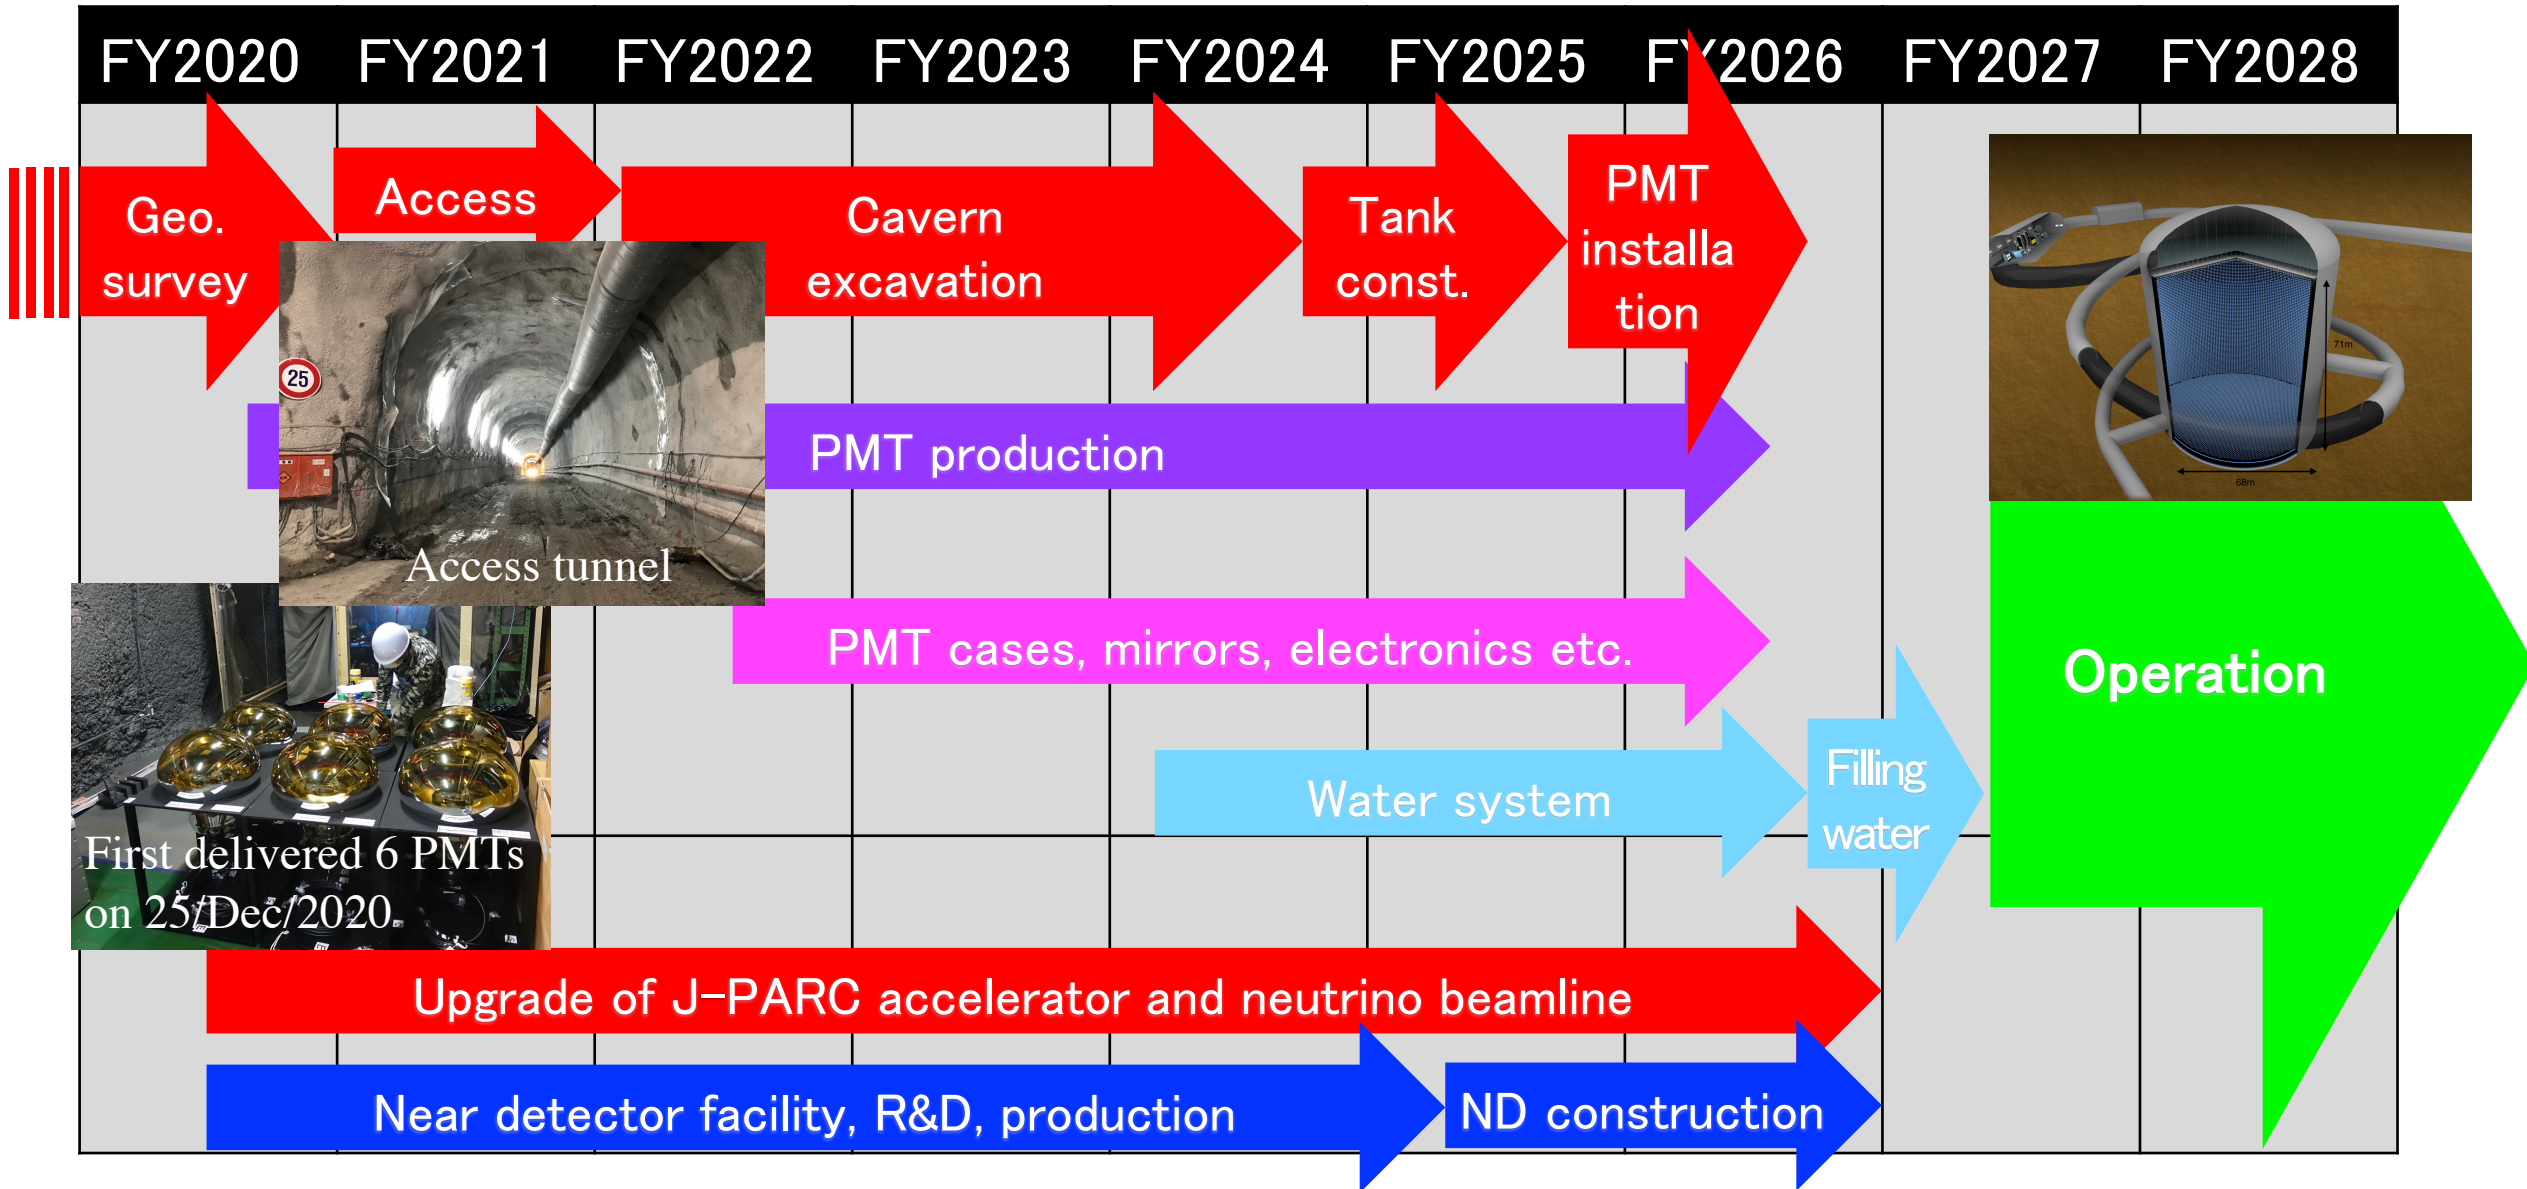 FY2020 FY2021 FY2022 FY2023 FY2024 FY2025 FY2026 FY2027 FY2028
Geo.
survey
Access
Cavern
excavation
Tank
const.
PMT
installa
tion
25
Access tunnel
71m
68m
PMT production
PMT cases, mirrors, electronics etc.
Operation
Water system
Filling
water
First delivered 6 PMTs
on 25/Dec/2020
Upgrade of J-PARC accelerator and neutrino beamline
Near detector facility, R&D, production
ND construction